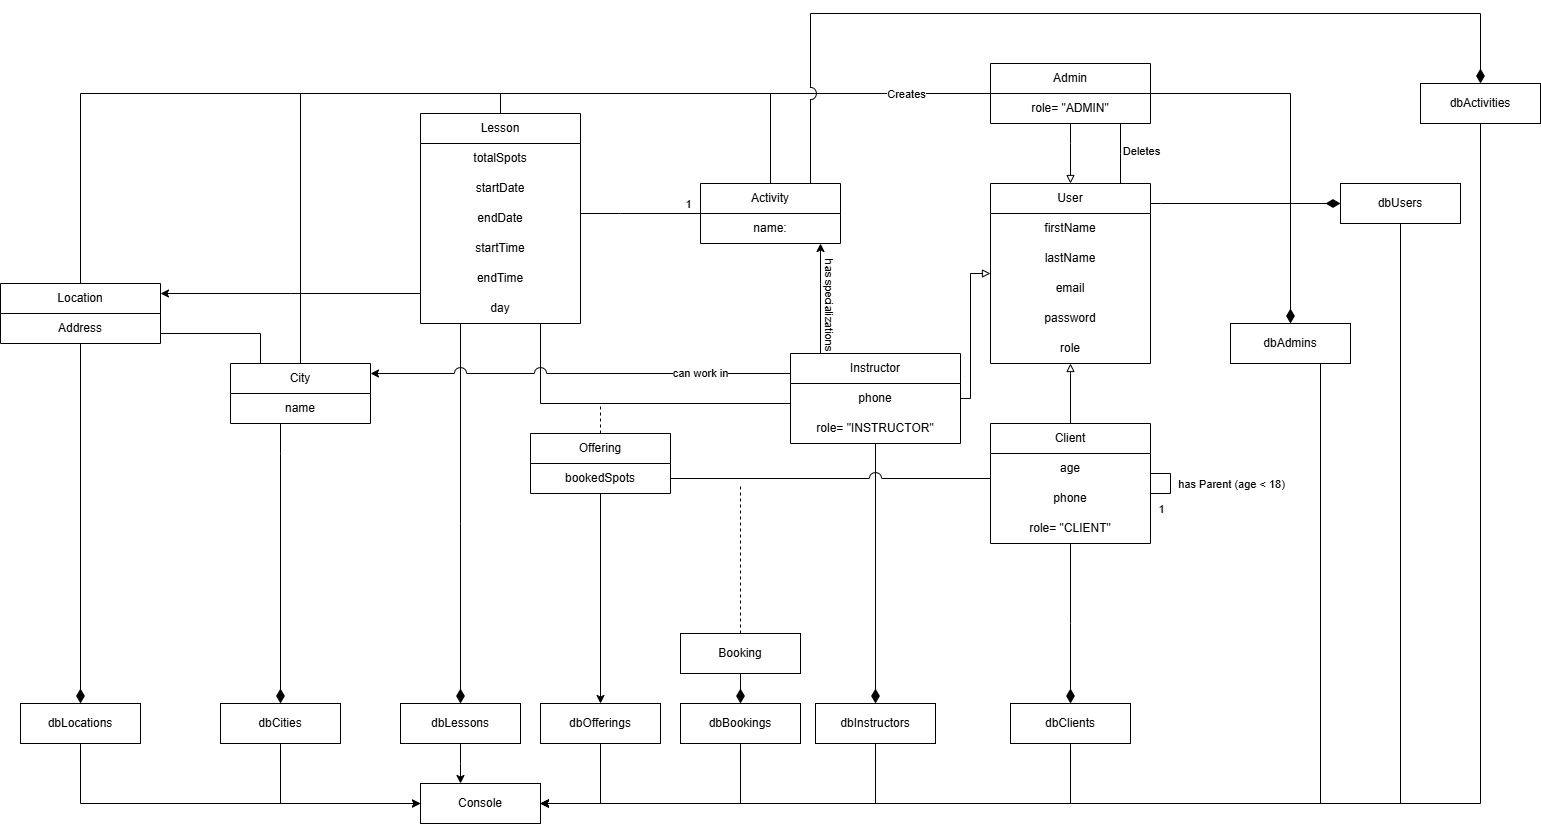 Admin
role= "ADMIN"
Creates
dbActivities
Deletes
Lesson
totalSpots
startDate
endDate
startTime
endTime
day
1
Activity
name:
has specializations
User
firstName
lastName
email
password
role
dbUsers
dbAdmins
Location
Address
City
name
can work in
Instructor
phone
role= "INSTRUCTOR"
Offering
bookedSpots
Client
age
phone
role= "CLIENT"
has Parent (age < 18)
1
Booking
dbLocations
dbCities
dbLessons
dbOfferings
dbBookings
dbInstructors
dbClients
Console